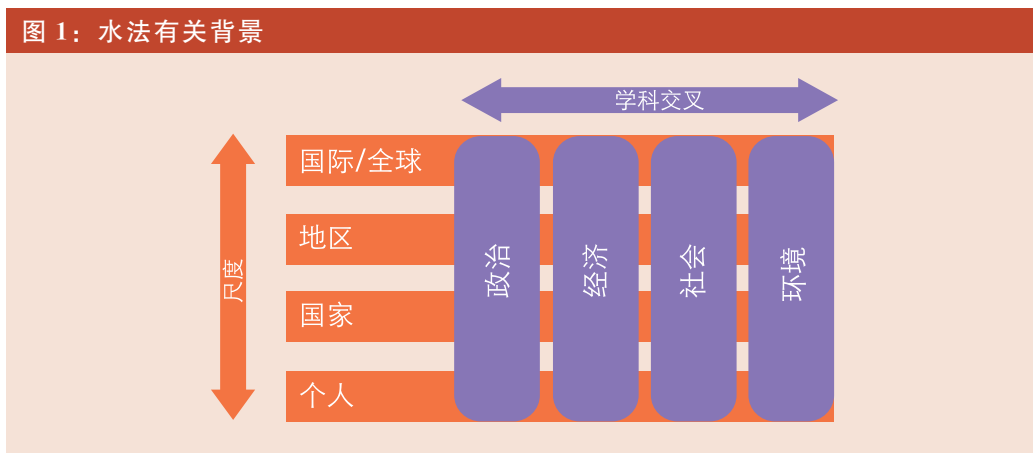 图 1：水法有关背景
学科交叉
尺度
国际/全球
地区
国家
个人
政治
经济
社会
环境